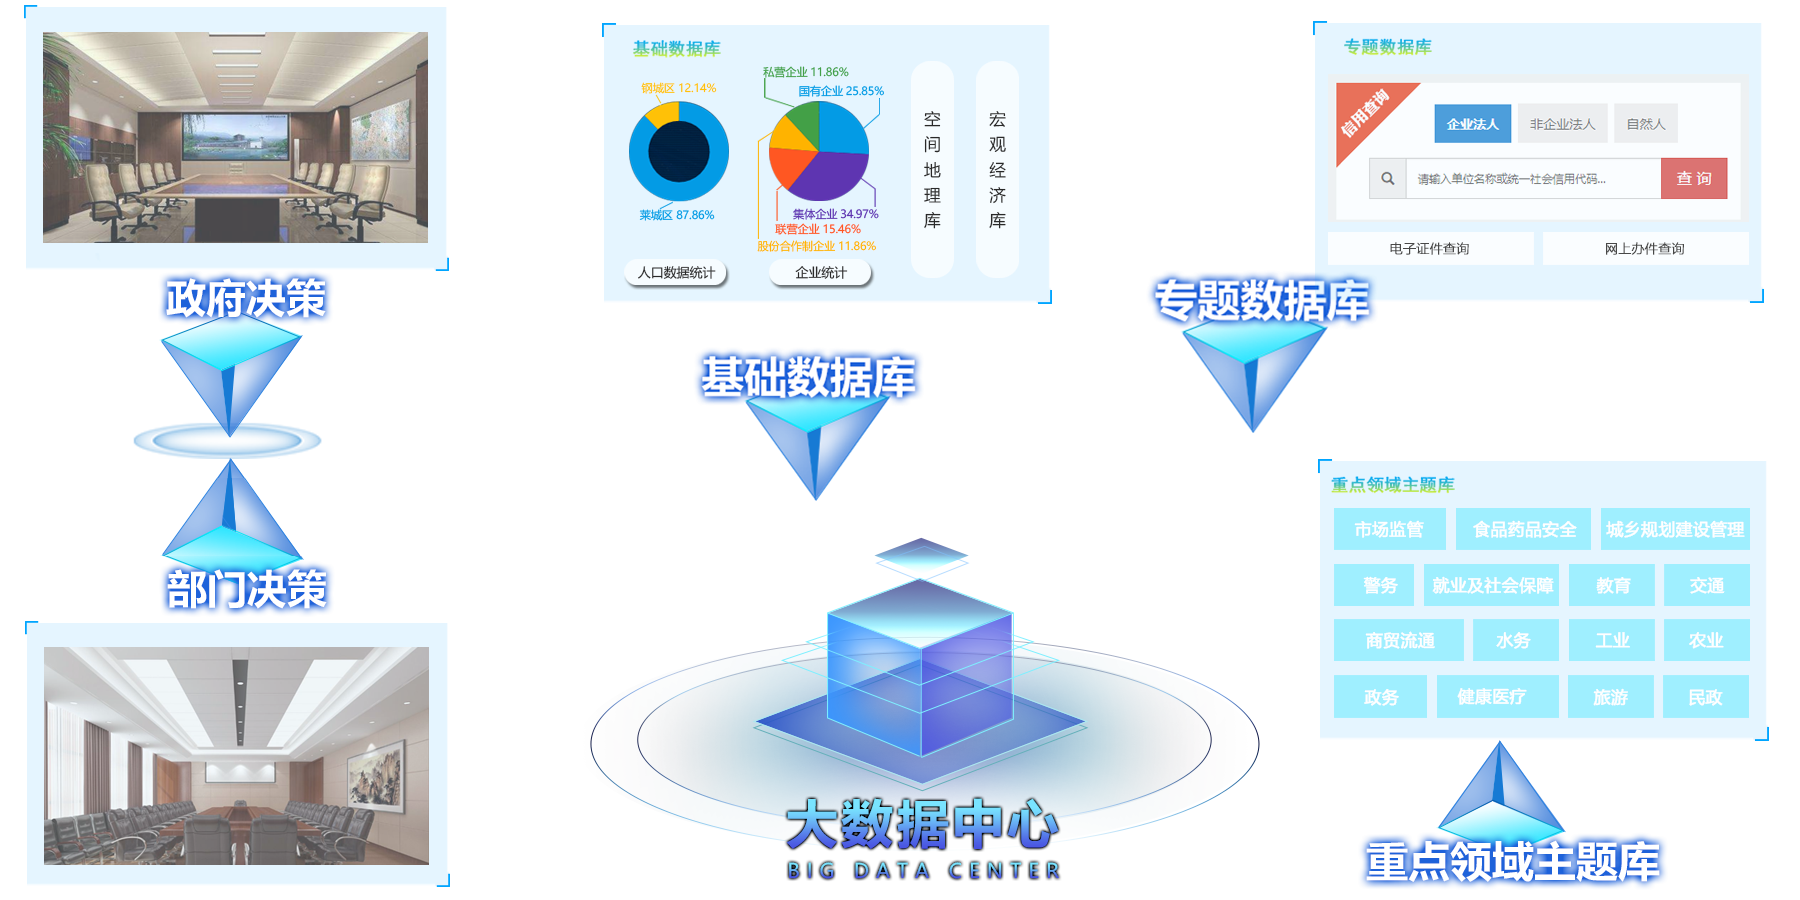 政府决策
部门决策
基础数据库
钢城区 12.14%
莱城区 87.86%
人口数据统计
私营企业 11.86%
国有企业 25.85%
集体企业 34.97%
联营企业 15.46%
股份合作制企业 11.86%
企业统计
空间地理库
宏观经济库
基础数据库
专题数据库
信用查询
企业法人
非企业法人
自然人
请输入单位名称或统一社会信用代码...
查 询
电子证件查询
网上办件查询
专题数据库
重点领域主题库
市场监管
食品药品安全
城乡规划建设管理
警务
就业及社会保障
教育
交通
商贸流通
水务
工业
农业
政务
健康医疗
旅游
民政
重点领域主题库
大数据中心
BIG DATA CENTER